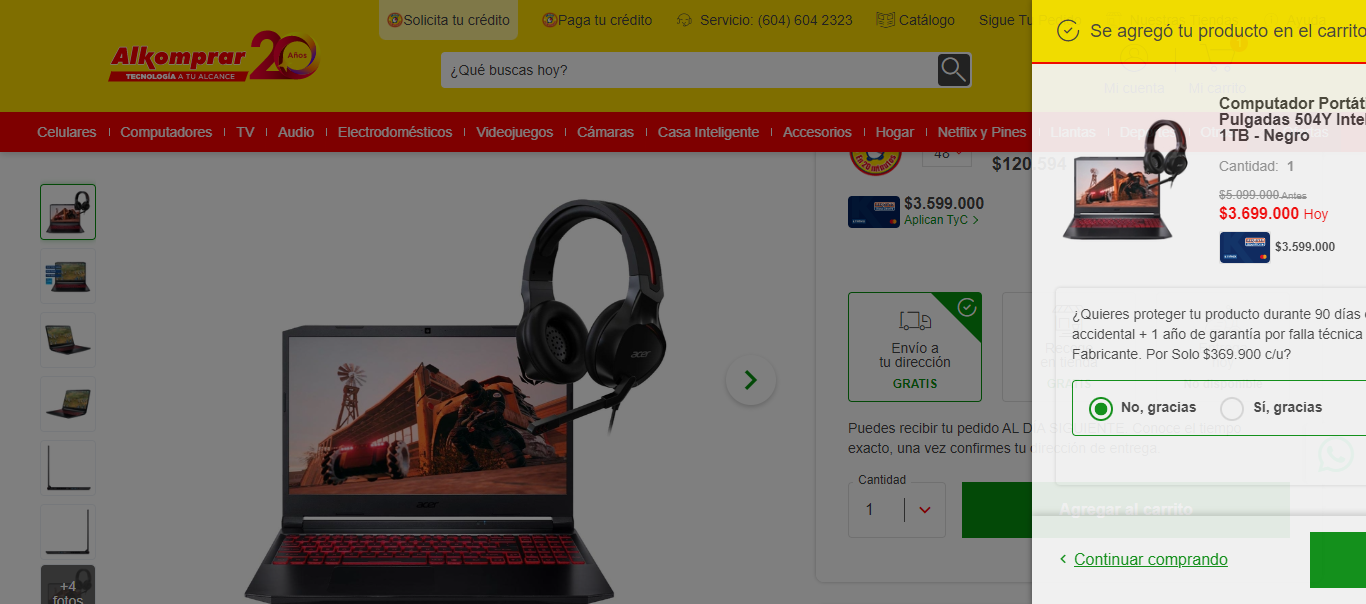 Solicita tu crédito
Paga tu crédito
Servicio: (604) 604 2323
Catálogo
Sigue Tu
Alkomprar 20 Años
TECNOLOGÍA A TU ALCANCE
¿Qué buscas hoy?
Mi cuenta
Celulares
Computadores
TV
Audio
Electrodomésticos
Videojuegos
Cámaras
Casa Inteligente
Accesorios
Hogar
Netflix y Pines
Llantas
48
$120.594
$3.599.000
Aplican TyC >
Envío a
tu dirección
GRATIS
Puedes recibir tu pedido AL DÍA SIGUIENTE. Conoce el tiempo
exacto, una vez confirmes tu dirección de entrega.
Cantidad
1
Agregar al carrito
acer
acer
+4
fotos
Se agregó tu producto en el carrito
Computador Portáti
Pulgadas 504Y Intel
1TB - Negro
Cantidad: 1
$5.099.000 Antes
$3.699.000 Hoy
$3.599.000
¿Quieres proteger tu producto durante 90 días
accidental + 1 año de garantía por falla técnica
Fabricante. Por Solo $369.900 c/u?
No, gracias
Sí, gracias
< Continuar comprando